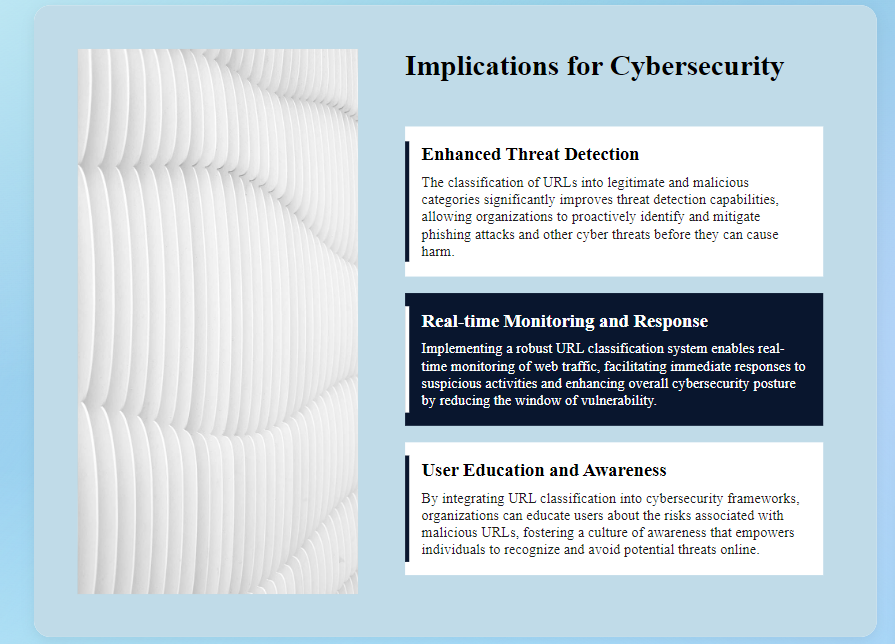 Implications for Cybersecurity
Enhanced Threat Detection
The classification of URLs into legitimate and malicious
categories significantly improves threat detection capabilities,
allowing organizations to proactively identify and mitigate
phishing attacks and other cyber threats before they can cause
harm.
Real-time Monitoring and Response
Implementing a robust URL classification system enables real-
time monitoring of web traffic, facilitating immediate responses to
suspicious activities and enhancing overall cybersecurity posture
by reducing the window of vulnerability.
User Education and Awareness
By integrating URL classification into cybersecurity frameworks,
organizations can educate users about the risks associated with
malicious URLs, fostering a culture of awareness that empowers
individuals to recognize and avoid potential threats online.